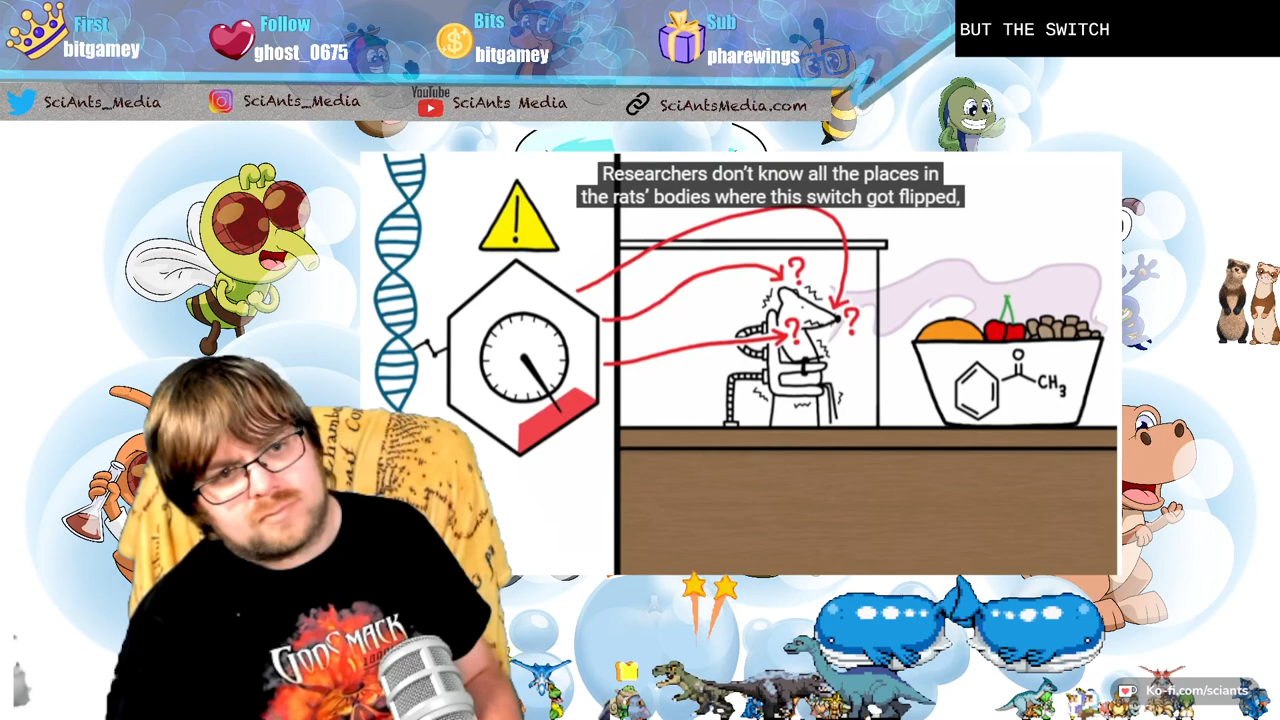 First
bitgamey
Follow
ghost_0675
Bits
bitgamey
Sub
pharewings
BUT THE SWITCH
SciAnts_Media
SciAnts_Media
YouTube
SciAnts Media
SciAntsMedia.com
Researchers don't know all the places in
the rats' bodies where this switch got flipped,
!
?
?
?
O
CH3
$
GODSMACK
Ko-fi.com/sciants